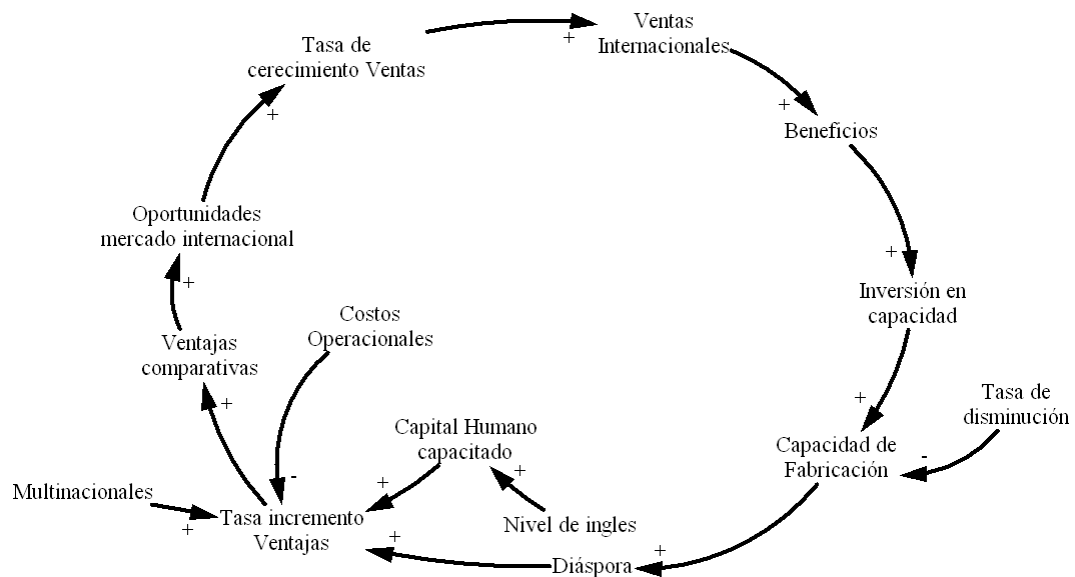 Ventas
Internacionales
+
Tasa de
cerecimiento Ventas
+
+
Beneficios
Oportunidades
mercado internacional
+
+
Inversión en
capacidad
Costos
Operacionales
Ventajas
comparativas
+
+
Tasa de
disminución
Capital Humano
capacitado
Capacidad de
Fabricación
-
+
+
-
Multinacionales
+
Tasa incremento
Ventajas
Nivel de ingles
+
+
Diáspora